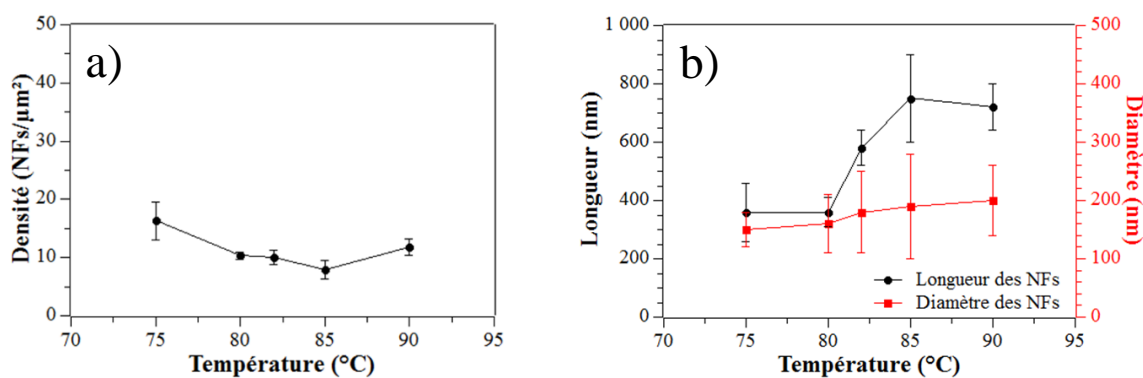 a)
Densité (NFs/µm²)
50
40
30
20
10
0
70 75 80 85 90 95
Température (°C)
b)
Longueur (nm)
1 000
800
600
400
200
0
500
400
300
200
100
0
Diamètre (nm)
Longueur des NFs
Diamètre des NFs
70 75 80 85 90 95
Température (°C)